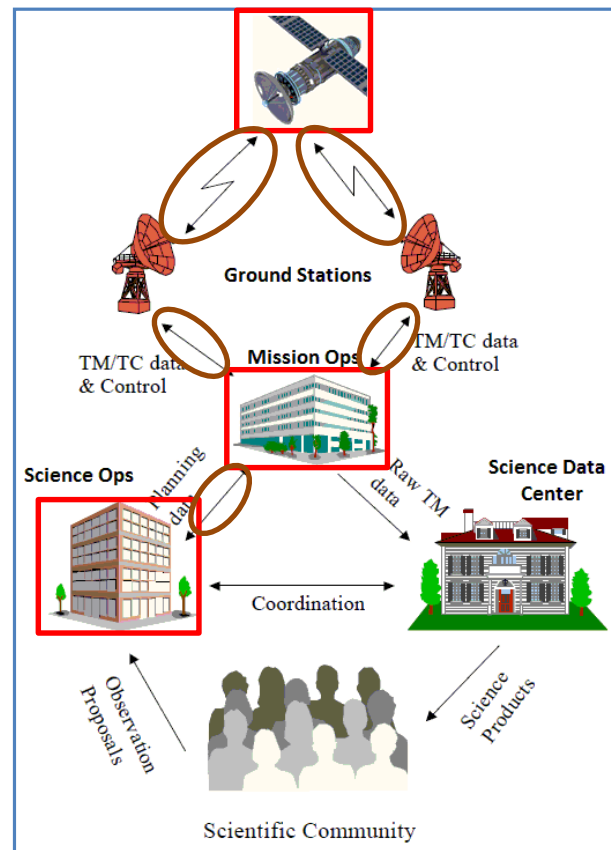 Ground Stations
TM/TC data
& Control
Mission Ops
TM/TC data
& Control
Science Ops
Planning
data
Raw TM
data
Science Data
Center
Coordination
Observation
Proposals
Science
Products
Scientific Community